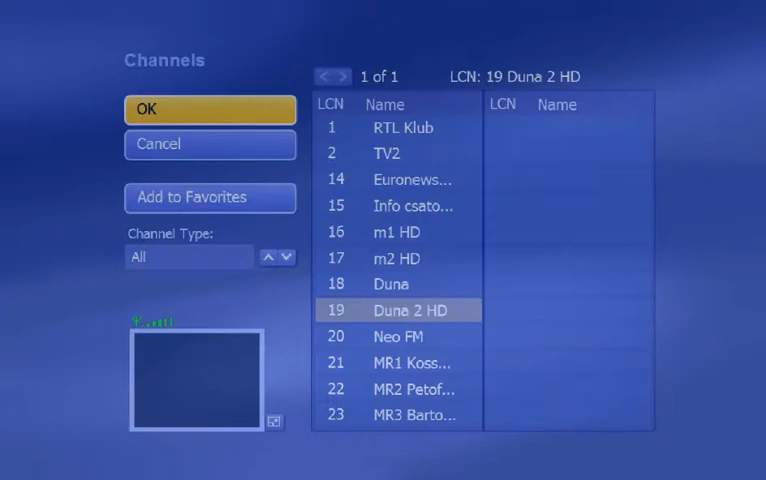 Channels
< > 1 of 1 LCN: 19 Duna 2 HD
OK
Cancel
Add to Favorites
Channel Type:
All
LCN Name LCN Name
1 RTL Klub
2 TV2
14 Euronews...
15 Info csato...
16 m1 HD
17 m2 HD
18 Duna
19 Duna 2 HD
20 Neo FM
21 MR1 Koss...
22 MR2 Petof...
23 MR3 Barto...